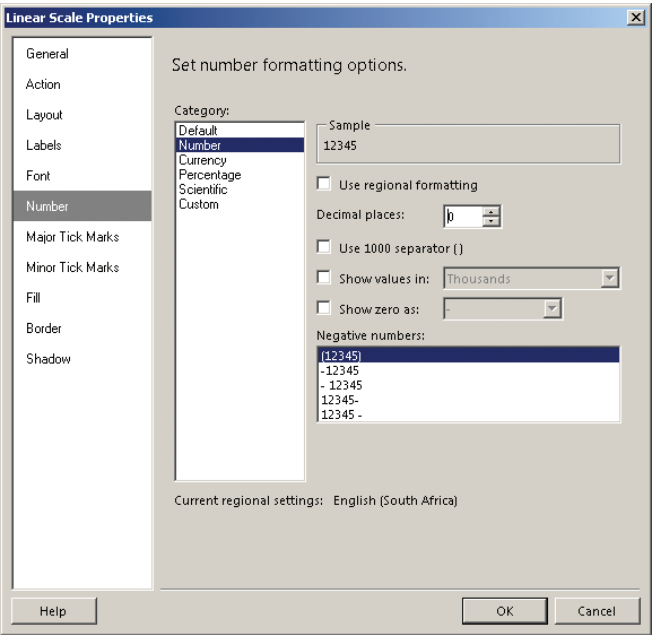 Linear Scale Properties
General
Action
Layout
Labels
Font
Number
Major Tick Marks
Minor Tick Marks
Fill
Border
Shadow
Set number formatting options.
Category:
Default
Number
Currency
Percentage
Scientific
Custom
Sample
12345
Use regional formatting
Decimal places: 0
Use 1000 separator ()
Show values in: Thousands
Show zero as: -
Negative numbers:
(12345)
-12345
- 12345
12345-
12345 -
Current regional settings: English (South Africa)
Help
OK
Cancel